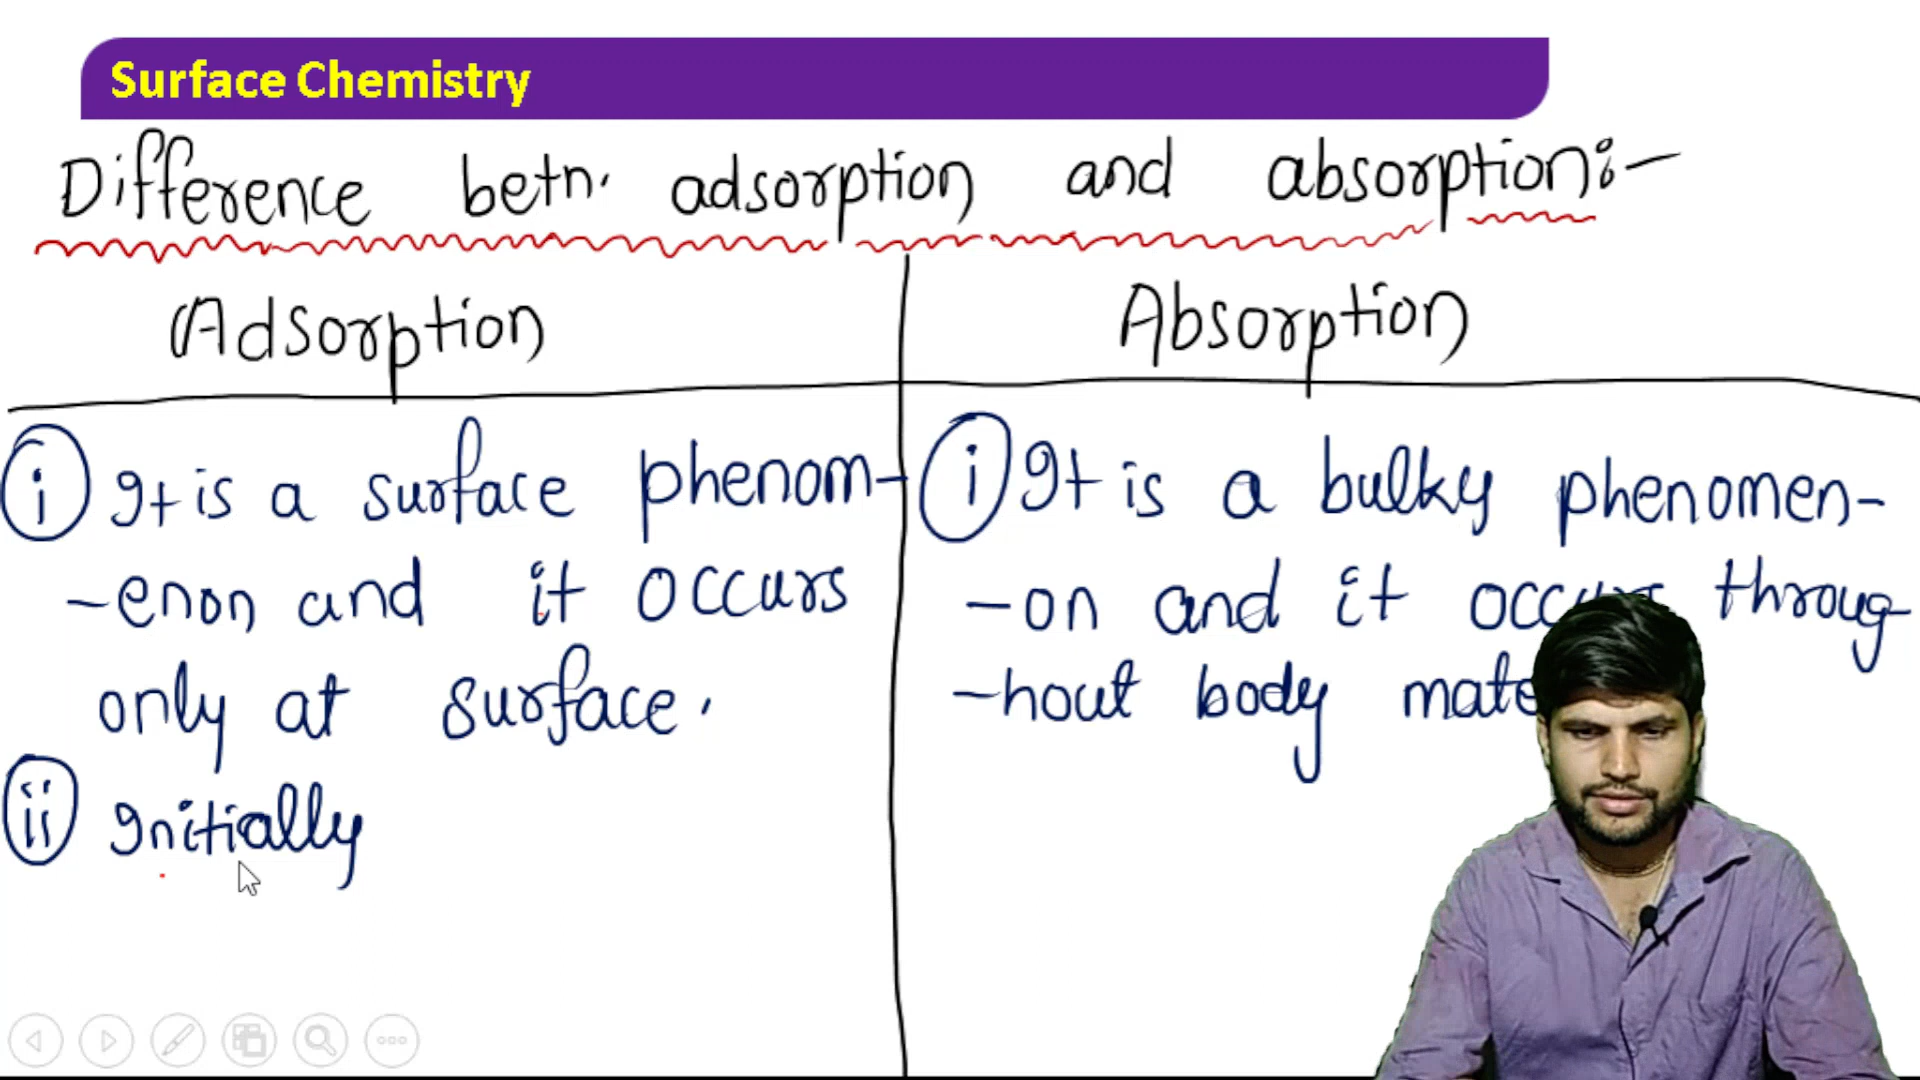 Surface Chemistry
Difference betn. adsorption and absorption:-
Adsorption
Absorption
i It is a surface phenom-
-enon and it occurs
only at surface.
ii Initially
i It is a bulky phenomen-
-on and it occurs throug-
-hout body